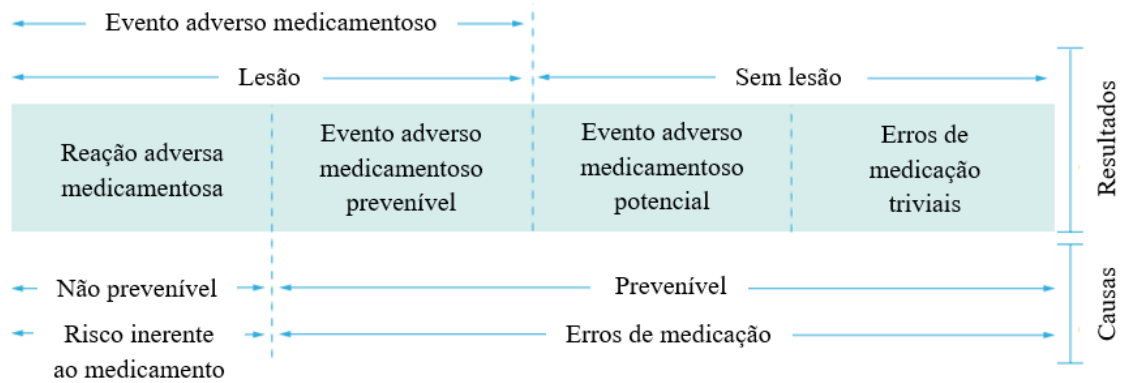 Evento adverso medicamentoso
Lesão
Sem lesão
Reação adversa
medicamentosa
Evento adverso
medicamentoso
prevenível
Evento adverso
medicamentoso
potencial
Erros de
medicação
triviais
Resultados
Não prevenível
Prevenível
Risco inerente
ao medicamento
Erros de medicação
Causas